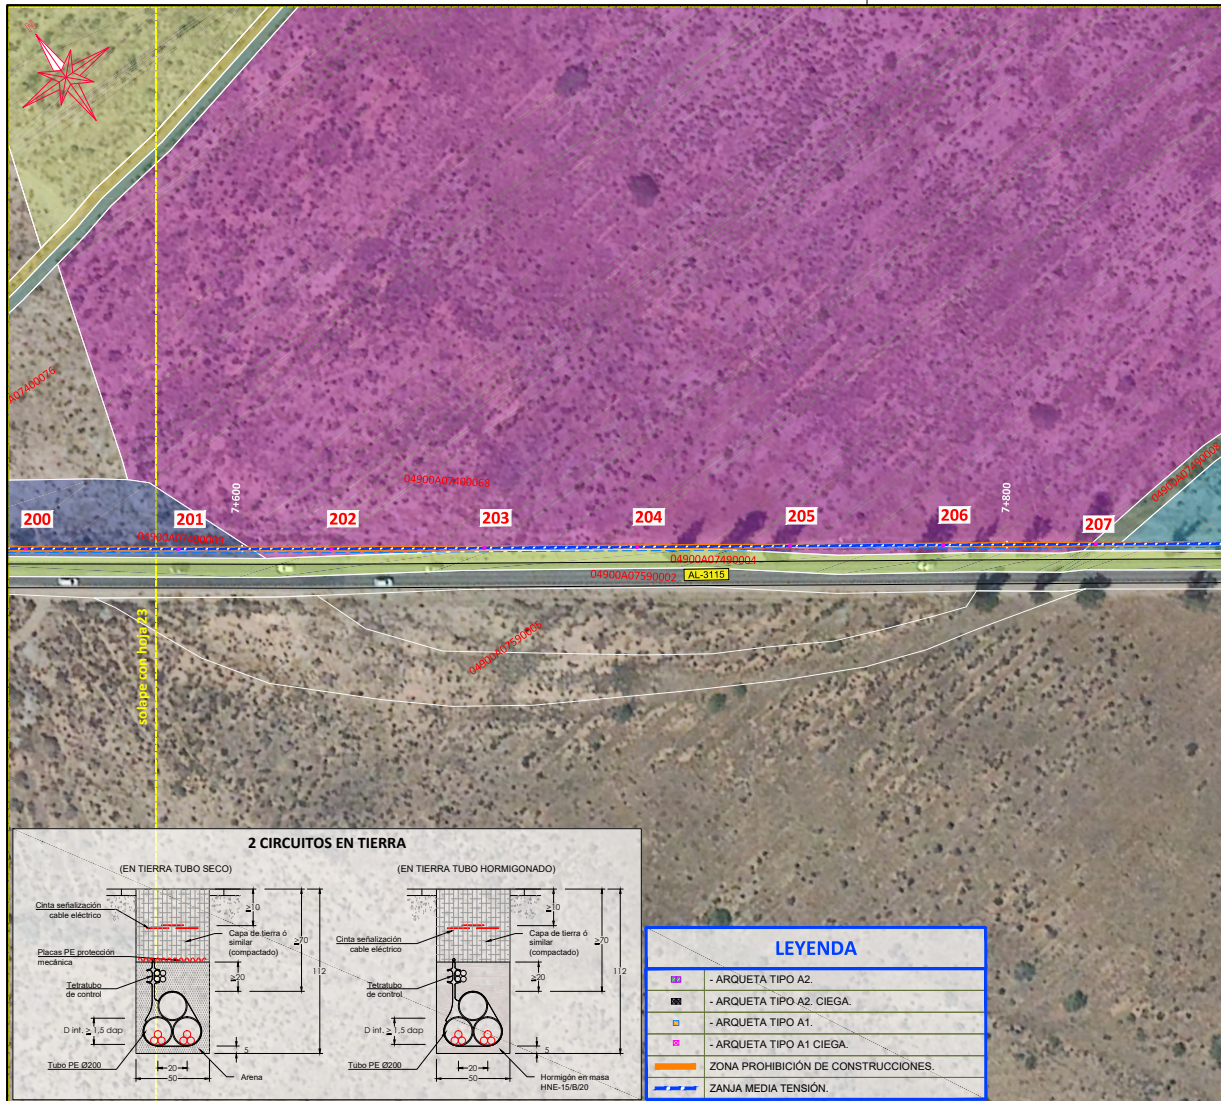 N
A07400076
04900A07400068
04900A07490008
7+600
7+800
200
201
202
203
204
205
206
207
04900A07490004
04900A07590002
AL-3115
04900A07590006
solape con hoja 23
2 CIRCUITOS EN TIERRA
(EN TIERRA TUBO SECO)
Cinta señalización
cable eléctrico
Placas PE protección
mecánica
Tetratubo
de control
D int. ≥ 1,5 dap
Tubo PE Ø200
Capa de tierra ó
similar
(compactado)
Arena
≥10
≥70
≥20
112
5
20
50
(EN TIERRA TUBO HORMIGONADO)
Cinta señalización
cable eléctrico
Tetratubo
de control
D int. ≥ 1,5 dap
Tubo PE Ø200
Capa de tierra ó
similar
(compactado)
Hormigón en masa
HNE-15/B/20
≥10
≥70
≥20
112
5
20
50
LEYENDA
- ARQUETA TIPO A2.
- ARQUETA TIPO A2. CIEGA.
- ARQUETA TIPO A1.
- ARQUETA TIPO A1 CIEGA.
ZONA PROHIBICIÓN DE CONSTRUCCIONES.
ZANJA MEDIA TENSIÓN.